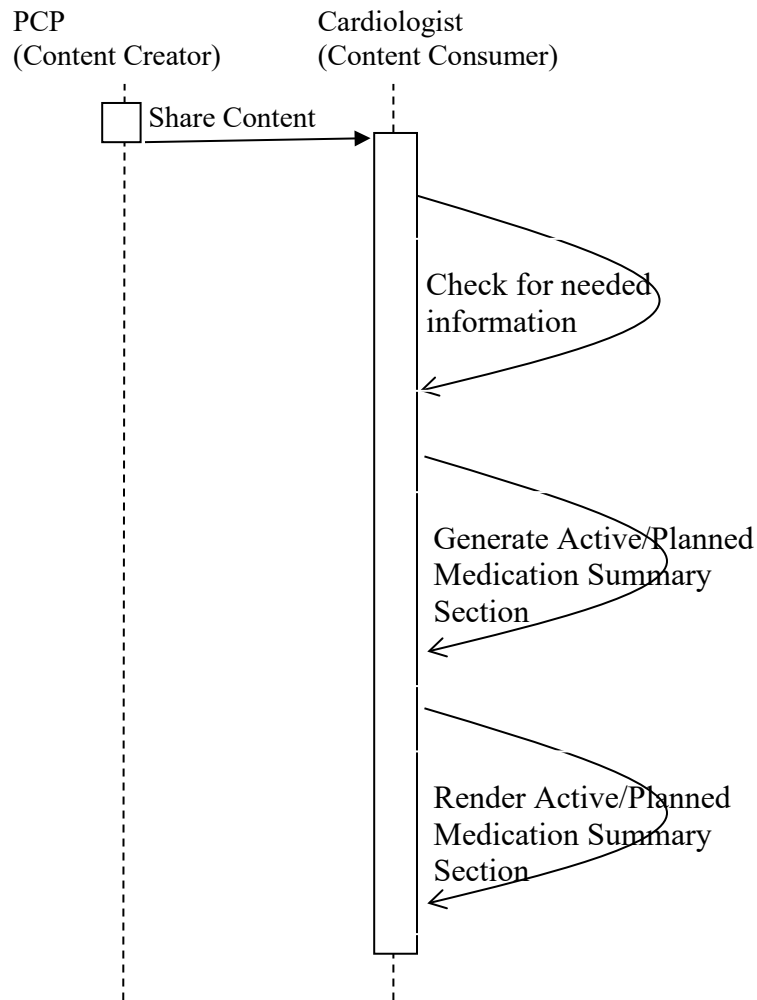 PCP
(Content Creator)
Cardiologist
(Content Consumer)
Share Content
Check for needed
information
Generate Active/Planned
Medication Summary
Section
Render Active/Planned
Medication Summary
Section